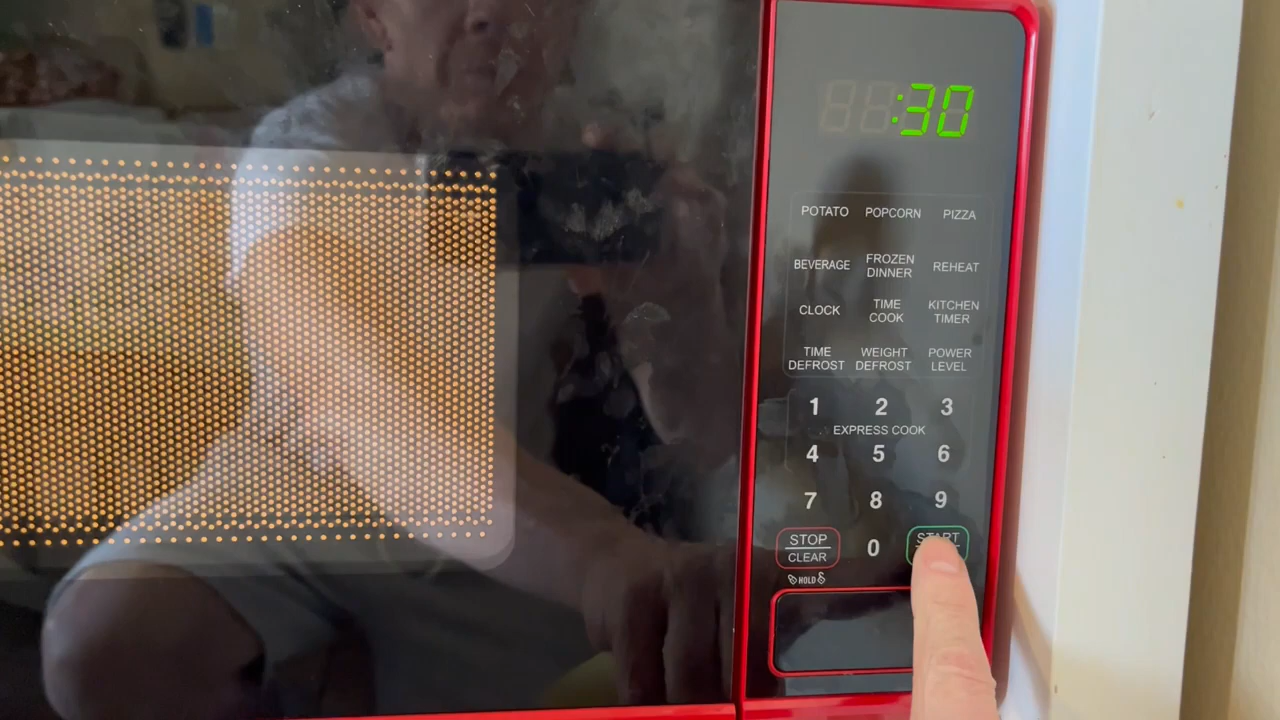 :30
POTATO POPCORN PIZZA
BEVERAGE FROZEN DINNER REHEAT
CLOCK TIME COOK KITCHEN TIMER
TIME DEFROST WEIGHT DEFROST POWER LEVEL
1 2 3
EXPRESS COOK
4 5 6
7 8 9
STOP CLEAR 0 START
HOLD